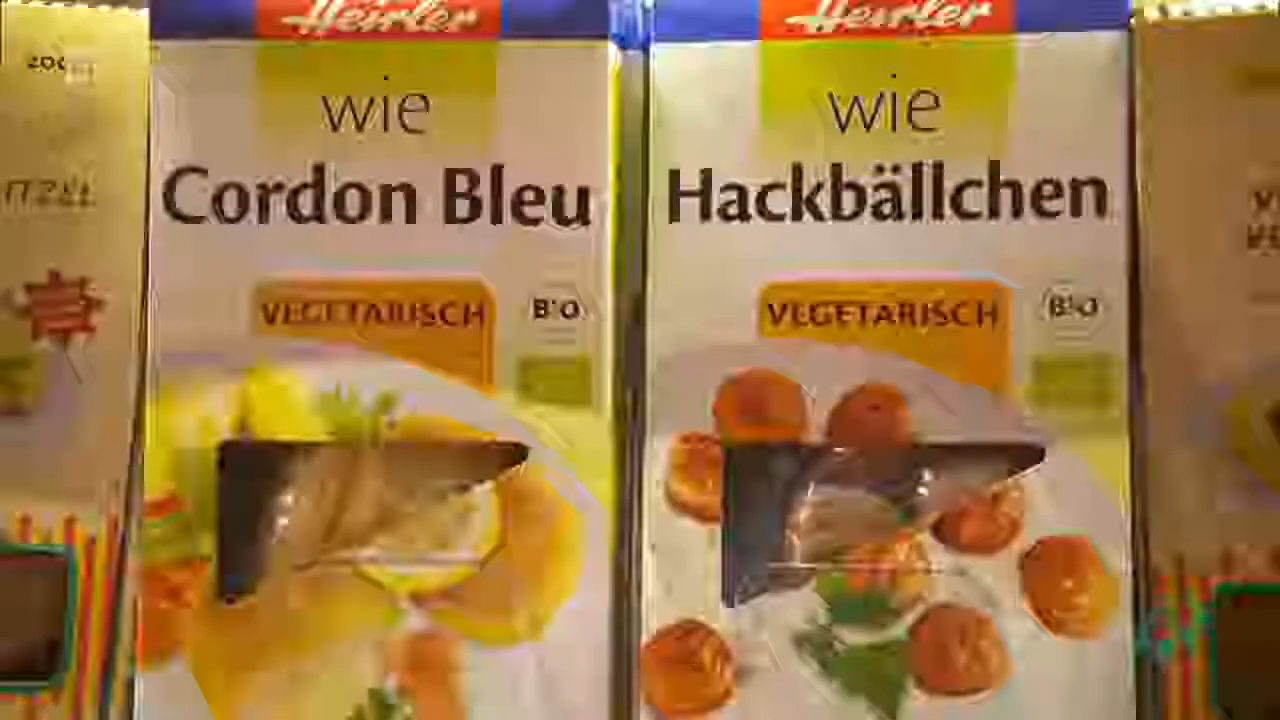 Heirler
wie
Cordon Bleu
VEGETARISCH
BIO
Heirler
wie
Hackbällchen
VEGETARISCH
BIO